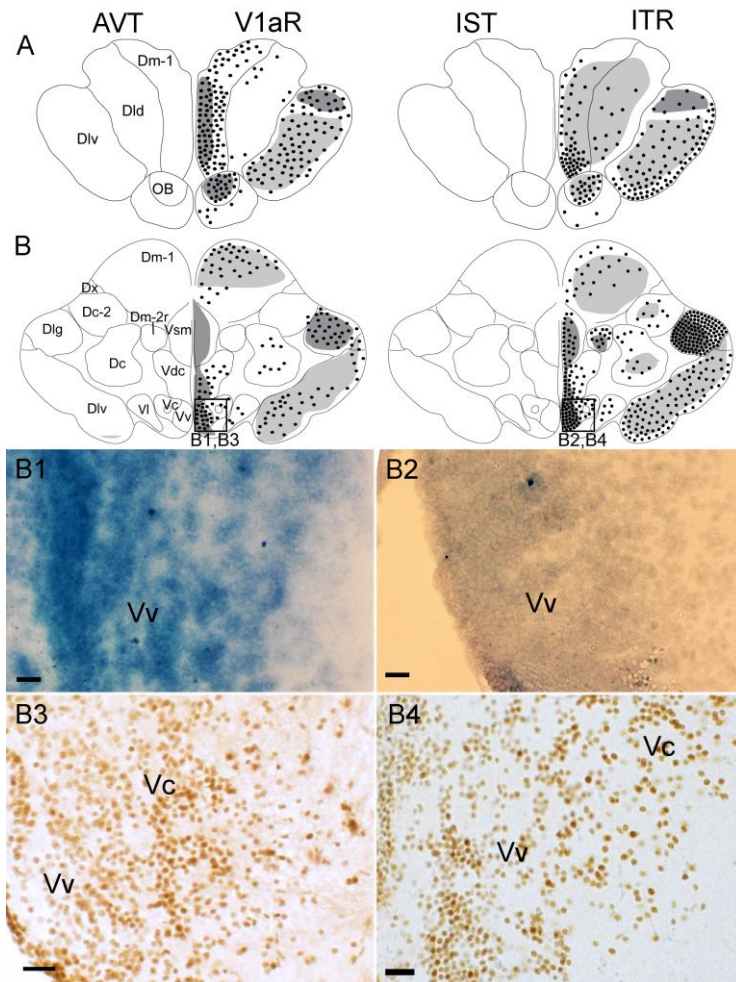 AVT V1aR IST ITR
A
Dm-1
Dld
Dlv
OB
B
Dm-1
Dx
Dc-2 Dm-2r
Dlg Vsm
Dc
Vdc
Dlv Vl Vc
Vv
B1,B3 B2,B4
B1 B2
Vv Vv
B3 B4
Vc Vc
Vv Vv